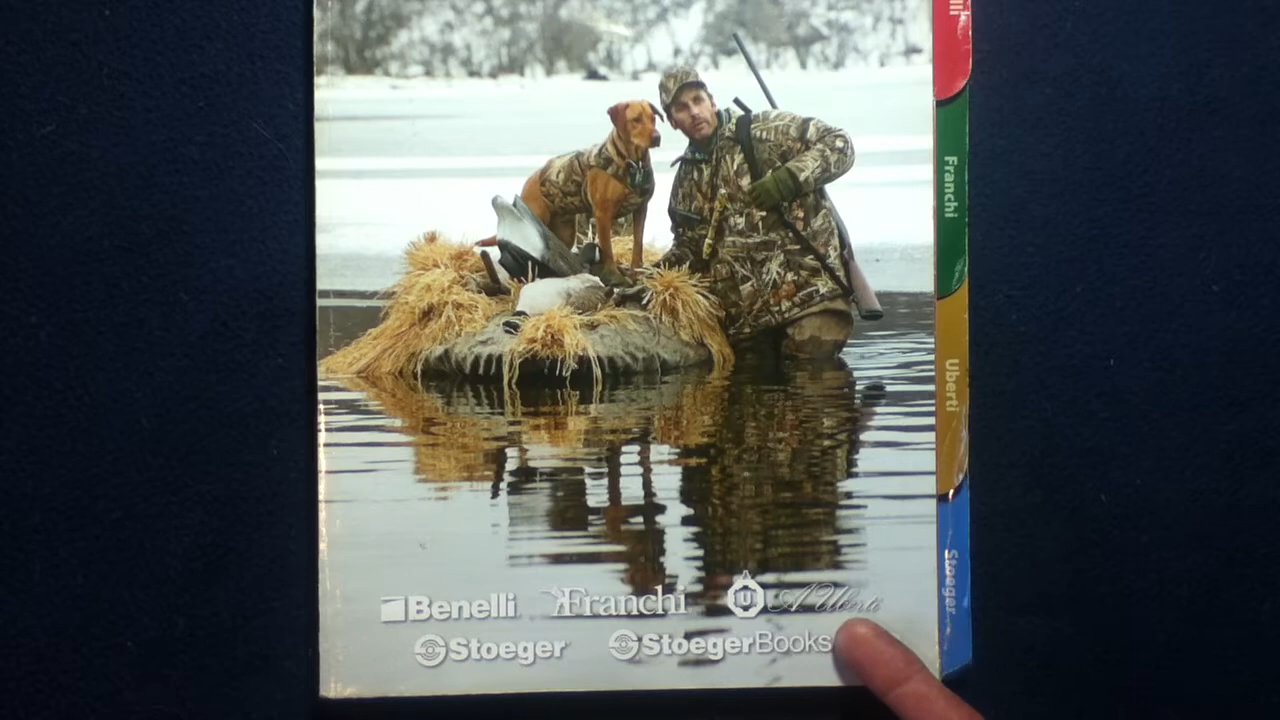 Franchi
Uberti
Stoeger
Benelli Franchi A. Uberti
Stoeger StoegerBooks